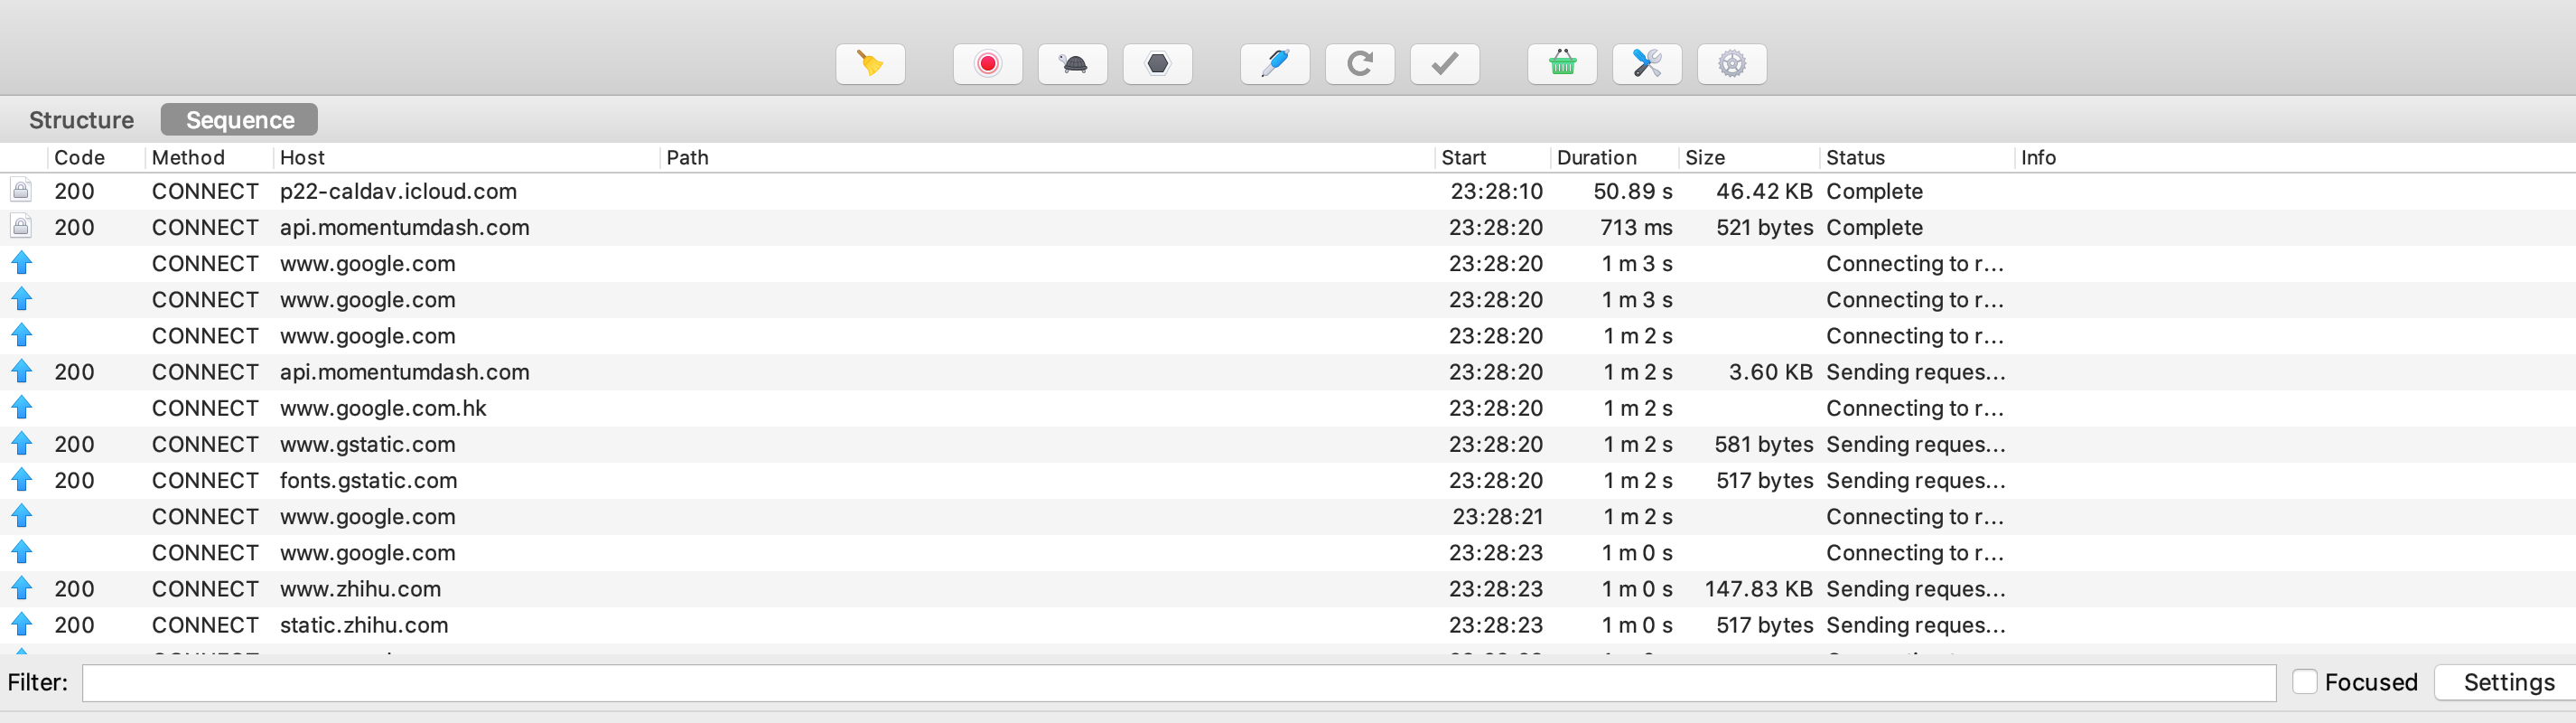 Structure Sequence
Code Method Host Path Start Duration Size Status Info
200 CONNECT p22-caldav.icloud.com 23:28:10 50.89 s 46.42 KB Complete
200 CONNECT api.momentumdash.com 23:28:20 713 ms 521 bytes Complete
CONNECT www.google.com 23:28:20 1 m 3 s Connecting to r...
CONNECT www.google.com 23:28:20 1 m 3 s Connecting to r...
CONNECT www.google.com 23:28:20 1 m 2 s Connecting to r...
200 CONNECT api.momentumdash.com 23:28:20 1 m 2 s 3.60 KB Sending reques...
CONNECT www.google.com.hk 23:28:20 1 m 2 s Connecting to r...
200 CONNECT www.gstatic.com 23:28:20 1 m 2 s 581 bytes Sending reques...
200 CONNECT fonts.gstatic.com 23:28:20 1 m 2 s 517 bytes Sending reques...
CONNECT www.google.com 23:28:21 1 m 2 s Connecting to r...
CONNECT www.google.com 23:28:23 1 m 0 s Connecting to r...
200 CONNECT www.zhihu.com 23:28:23 1 m 0 s 147.83 KB Sending reques...
200 CONNECT static.zhihu.com 23:28:23 1 m 0 s 517 bytes Sending reques...
Filter: Focused Settings